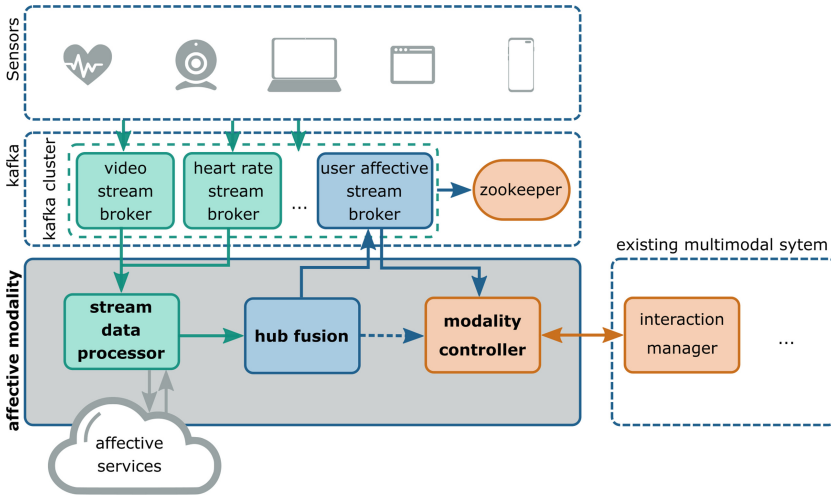 Sensors
kafka
kafka cluster
video
stream
broker
heart rate
stream
broker
...
user affective
stream
broker
zookeeper
existing multimodal sytem
affective modality
stream
data
processor
hub fusion
modality
controller
interaction
manager
...
affective
services